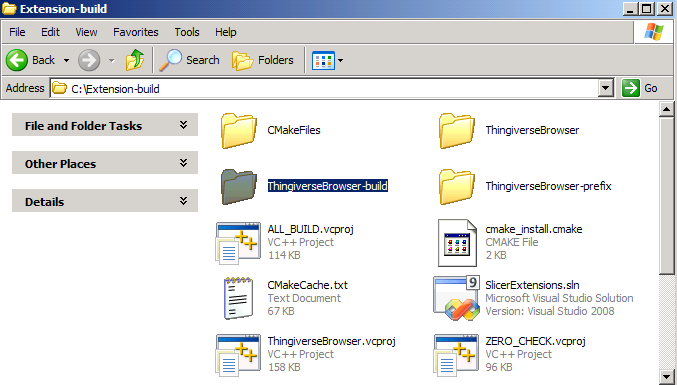 Extension-build
File Edit View Favorites Tools Help
Back Search Folders
Address C:\Extension-build Go
File and Folder Tasks
Other Places
Details
CMakeFiles
ThingiverseBrowser
ThingiverseBrowser-build
ThingiverseBrowser-prefix
ALL_BUILD.vcproj
VC++ Project
114 KB
cmake_install.cmake
CMAKE File
2 KB
CMakeCache.txt
Text Document
67 KB
9
SlicerExtensions.sln
Microsoft Visual Studio Solution
Version: Visual Studio 2008
ThingiverseBrowser.vcproj
VC++ Project
158 KB
ZERO_CHECK.vcproj
VC++ Project
96 KB